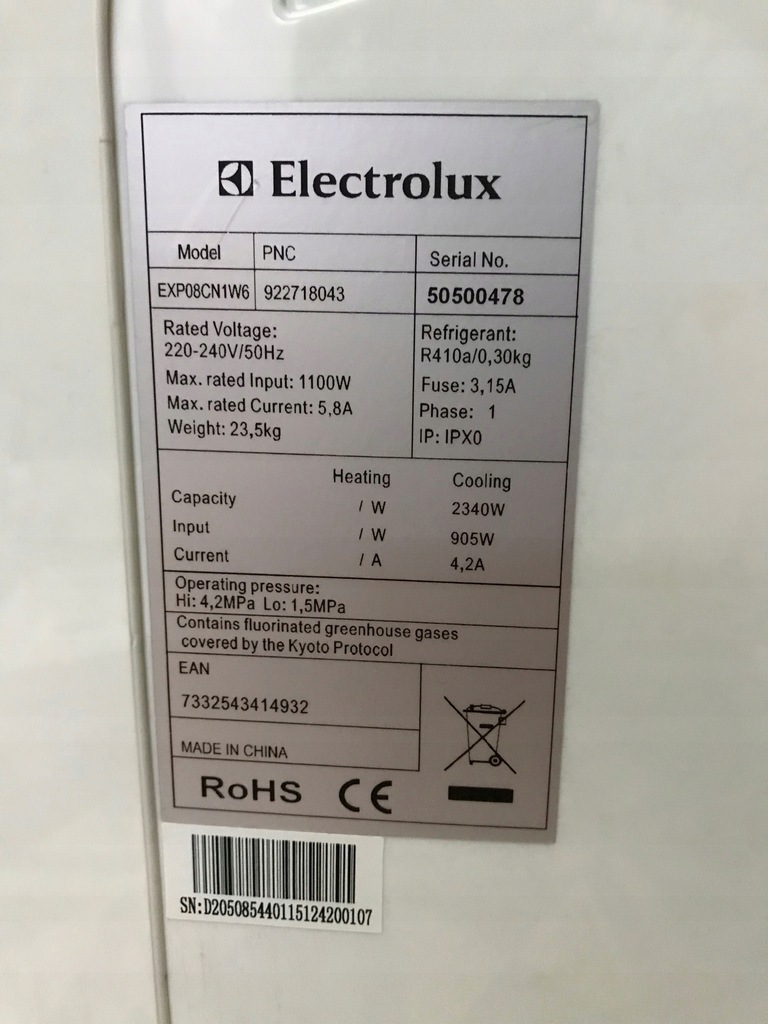 Electrolux
Model PNC Serial No.
EXP08CN1W6 922718043 50500478
Rated Voltage:
220-240V/50Hz
Max. rated Input: 1100W
Max. rated Current: 5,8A
Weight: 23,5kg
Refrigerant:
R410a/0,30kg
Fuse: 3,15A
Phase: 1
IP: IPX0
Heating Cooling
Capacity / W 2340W
Input / W 905W
Current / A 4,2A
Operating pressure:
Hi: 4,2MPa Lo: 1,5MPa
Contains fluorinated greenhouse gases
covered by the Kyoto Protocol
EAN
7332543414932
MADE IN CHINA
RoHS CE
SN:D205085440115124200107